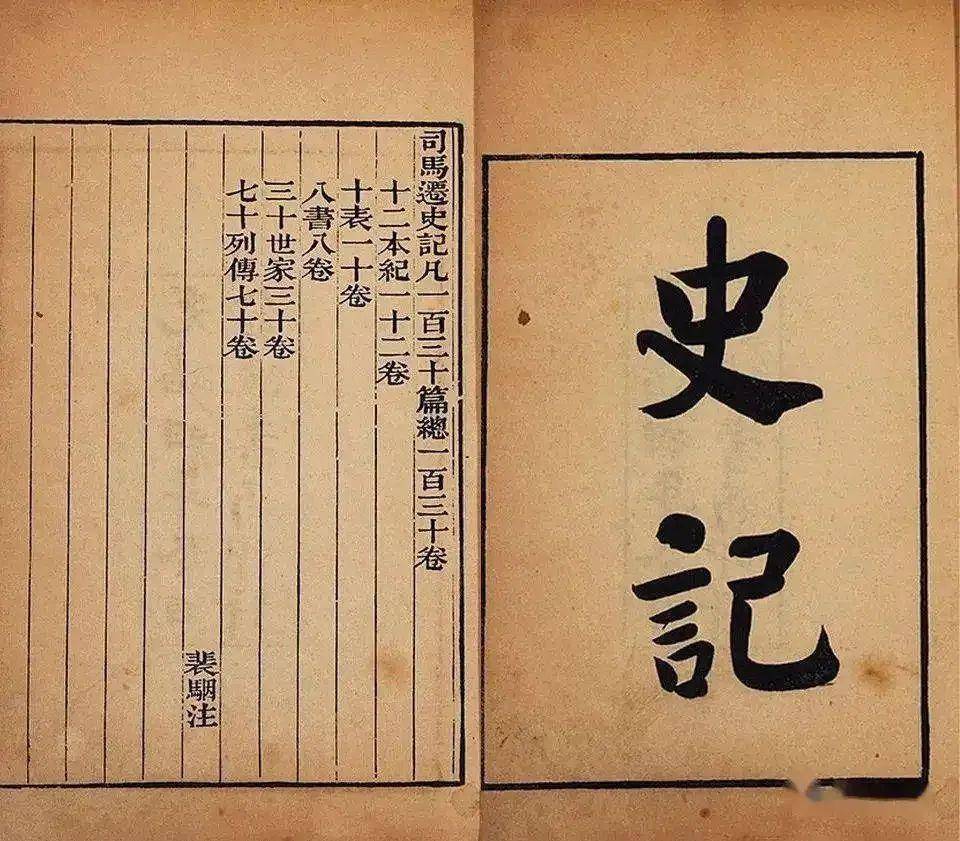 史記
司馬遷史記凡一百三十篇總一百三十卷
十二本紀一十二卷
十表一十卷
八書八卷
三十世家三十卷
七十列傳七十卷
裴駰注